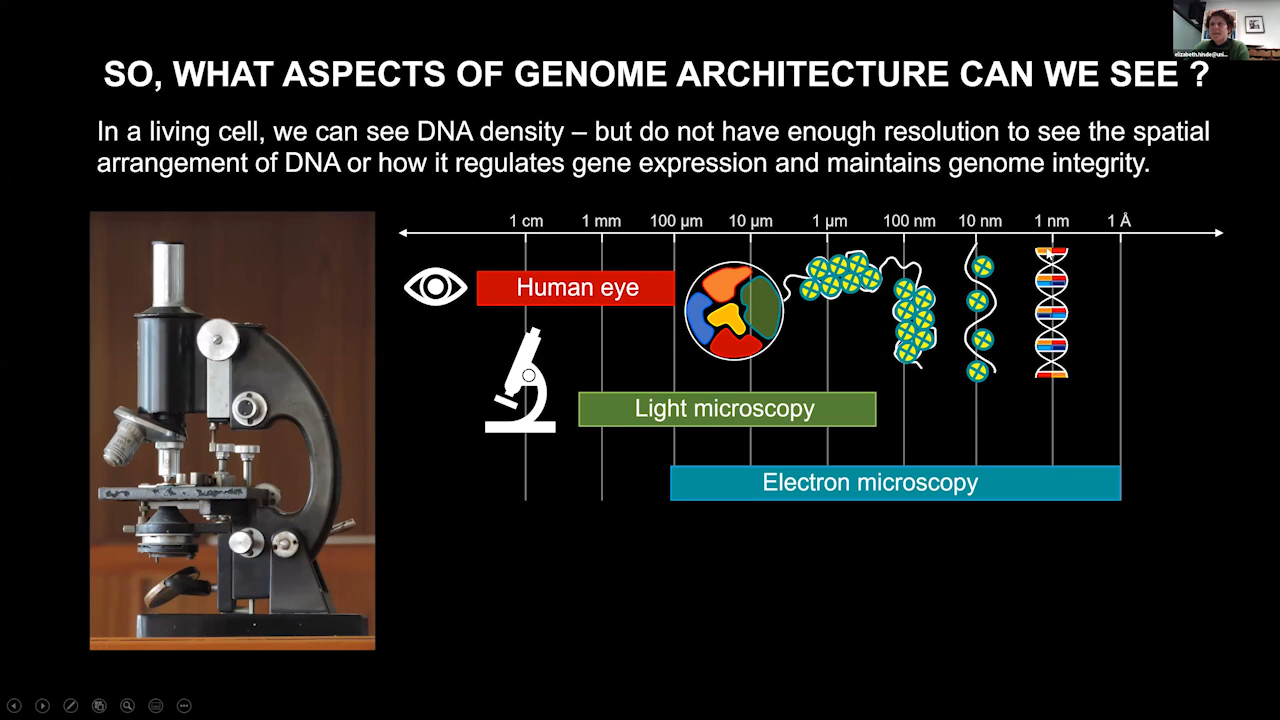 elizabeth.hinde@uni...
SO, WHAT ASPECTS OF GENOME ARCHITECTURE CAN WE SEE ?
In a living cell, we can see DNA density – but do not have enough resolution to see the spatial
arrangement of DNA or how it regulates gene expression and maintains genome integrity.
1 cm 1 mm 100 µm 10 µm 1 µm 100 nm 10 nm 1 nm 1 Å
Human eye
Light microscopy
Electron microscopy